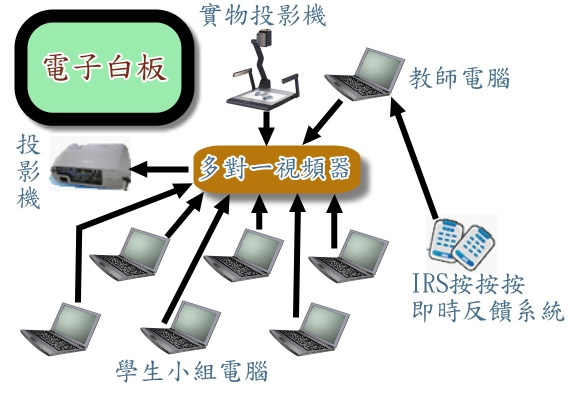 實物投影機
電子白板
教師電腦
投影機
多對一視頻器
IRS按按按
即時反饋系統
學生小組電腦